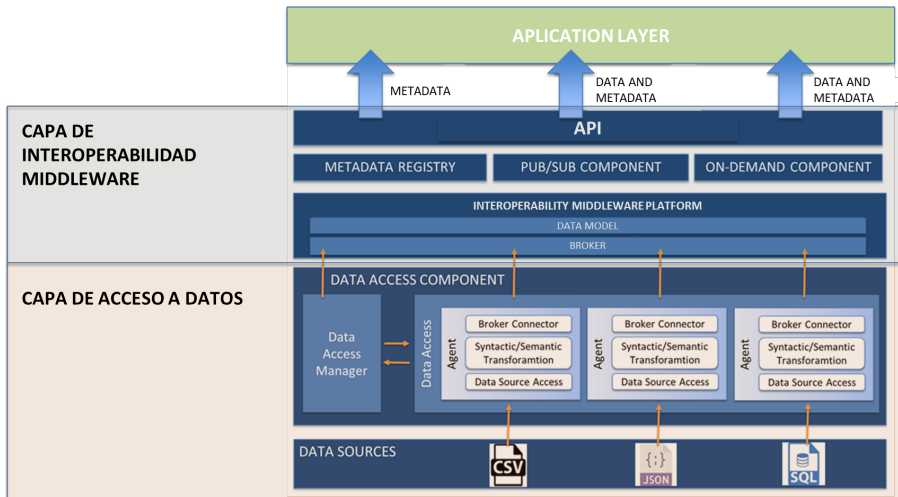 APLICATION LAYER
METADATA
DATA AND
METADATA
DATA AND
METADATA
CAPA DE
INTEROPERABILIDAD
MIDDLEWARE
API
METADATA REGISTRY
PUB/SUB COMPONENT
ON-DEMAND COMPONENT
INTEROPERABILITY MIDDLEWARE PLATFORM
DATA MODEL
BROKER
CAPA DE ACCESO A DATOS
DATA ACCESS COMPONENT
Data
Access
Manager
Data Access
Agent
Broker Connector
Syntactic/Semantic
Transforamtion
Data Source Access
Agent
Broker Connector
Syntactic/Semantic
Transforamtion
Data Source Access
Agent
Broker Connector
Syntactic/Semantic
Transforamtion
Data Source Access
DATA SOURCES
CSV
{;}
JSON
SQL